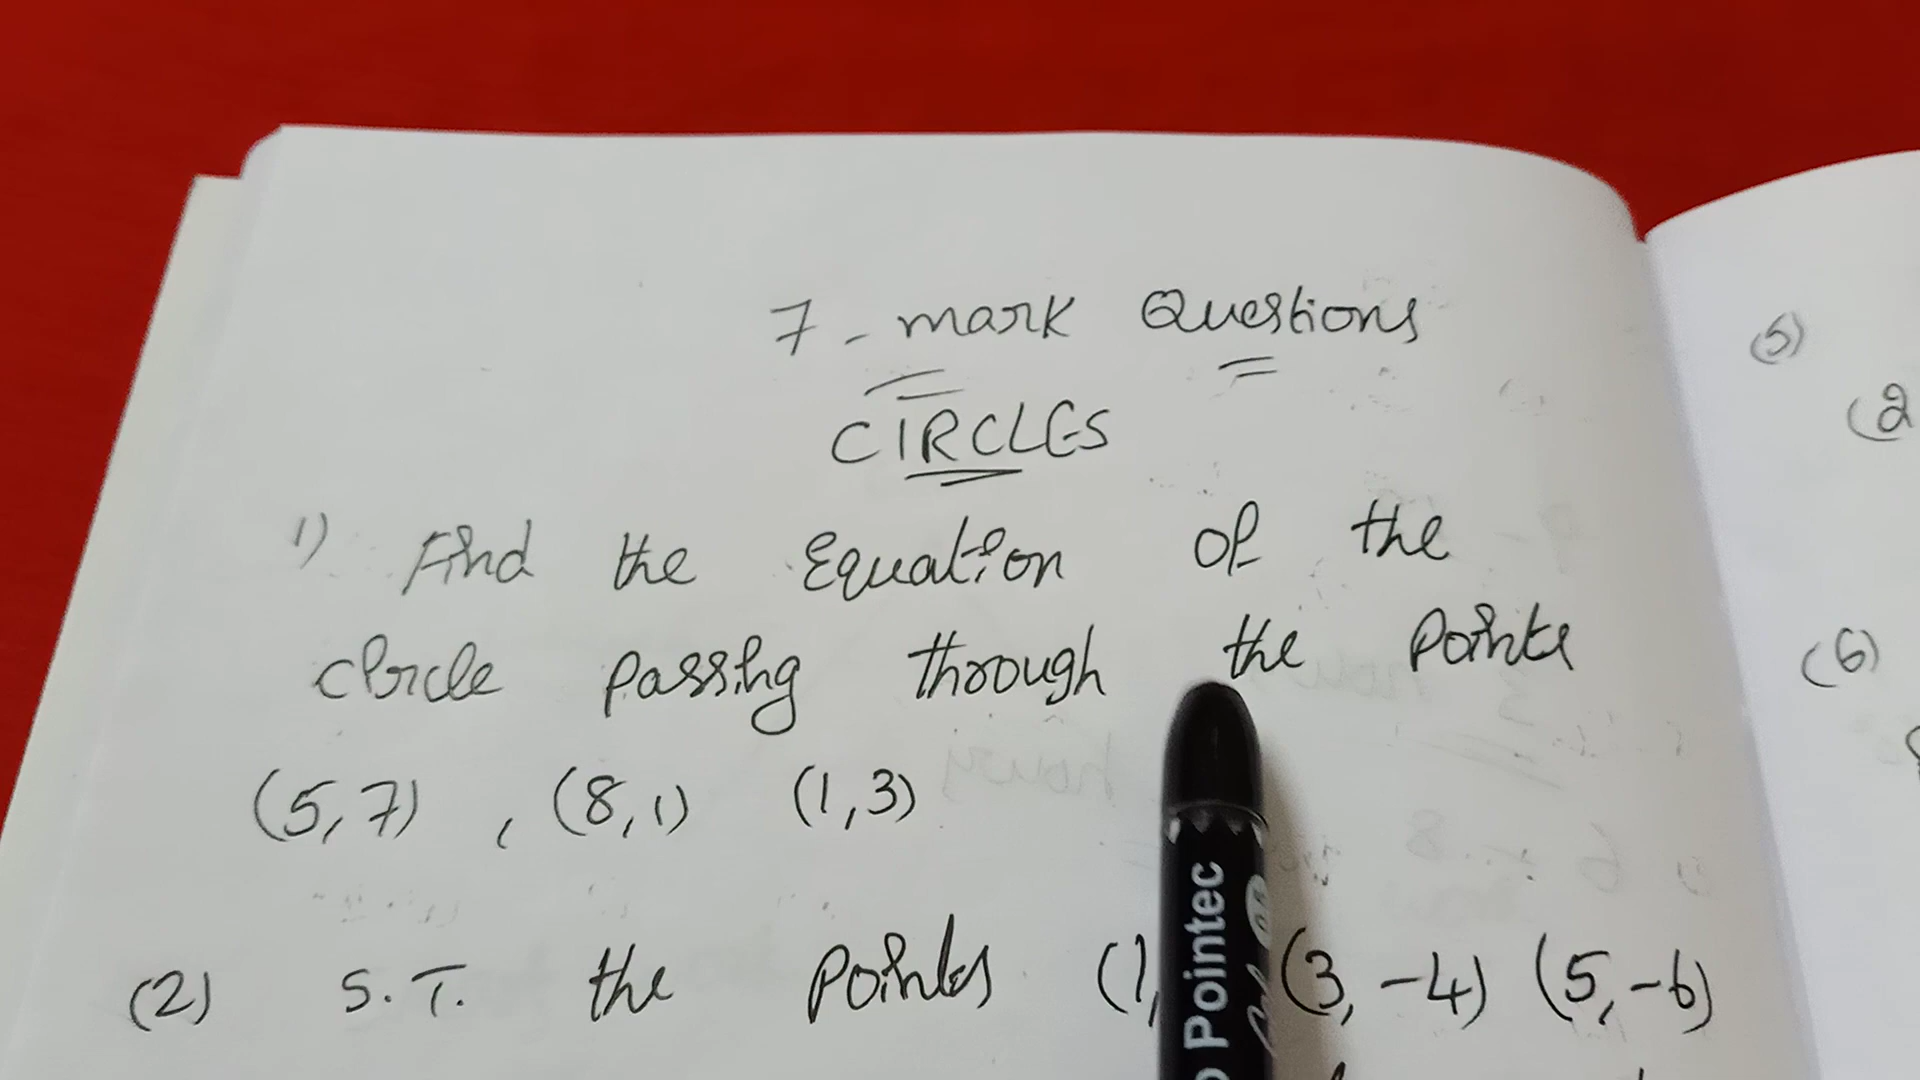 7 - mark Questions
CIRCLES
1) Find the Equation of the
circle passing through the points
(5,7) , (8,1) (1,3)
(2) S.T. the points (1, (3,-4) (5,-6)
Pointec
(5)
(2
(6)